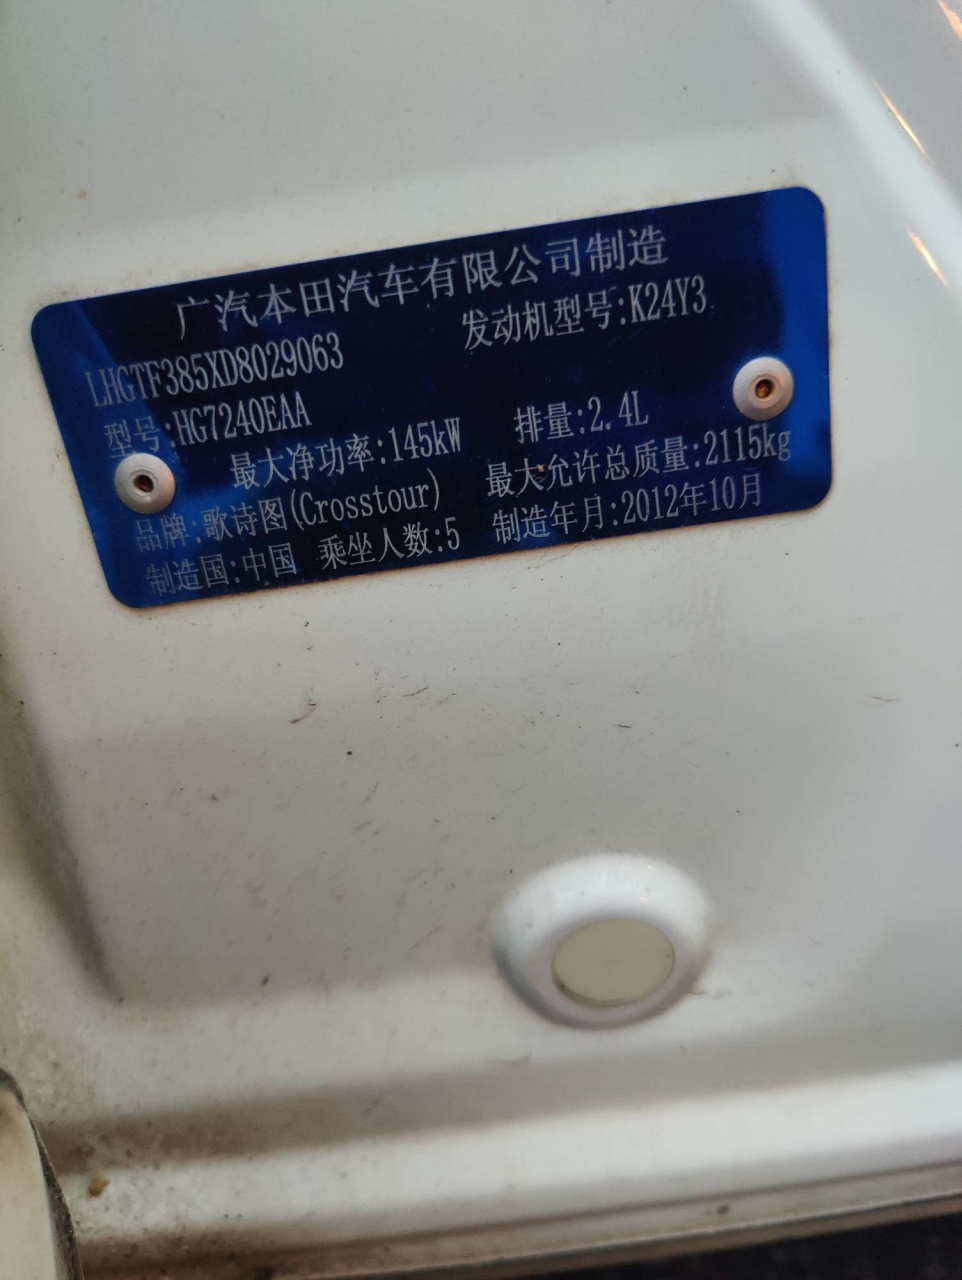 广汽本田汽车有限公司制造
LHGTF385XD8029063 发动机型号:K24Y3
型号:HG7240EAA
最大净功率:145kW 排量:2.4L
品牌:歌诗图(Crosstour) 最大允许总质量:2115kg
制造国:中国 乘坐人数:5 制造年月:2012年10月